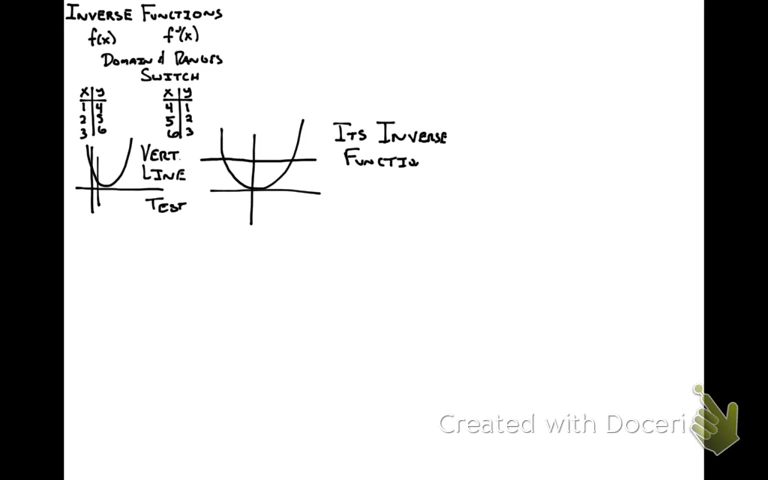 INVERSE FUNCTIONS
f(x) f⁻¹(x)
DOMAIN & RANGES
SWITCH
x y x y
1 4 4 1
2 5 5 2
3 6 6 3
VERT.
LINE
TEST
ITS INVERSE
FUNCTIO
Created with Doceri